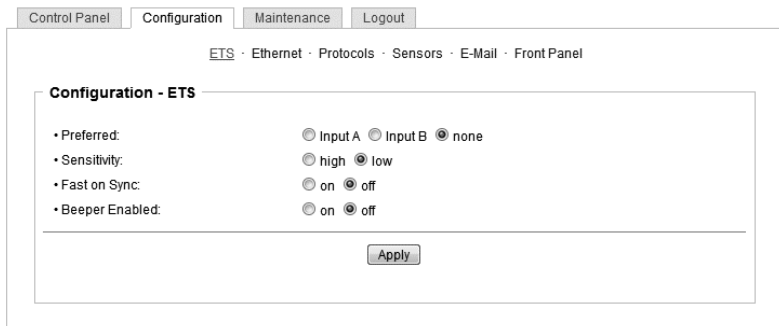 Control Panel Configuration Maintenance Logout
ETS · Ethernet · Protocols · Sensors · E-Mail · Front Panel
Configuration - ETS
• Preferred: Input A Input B none
• Sensitivity: high low
• Fast on Sync: on off
• Beeper Enabled: on off
Apply